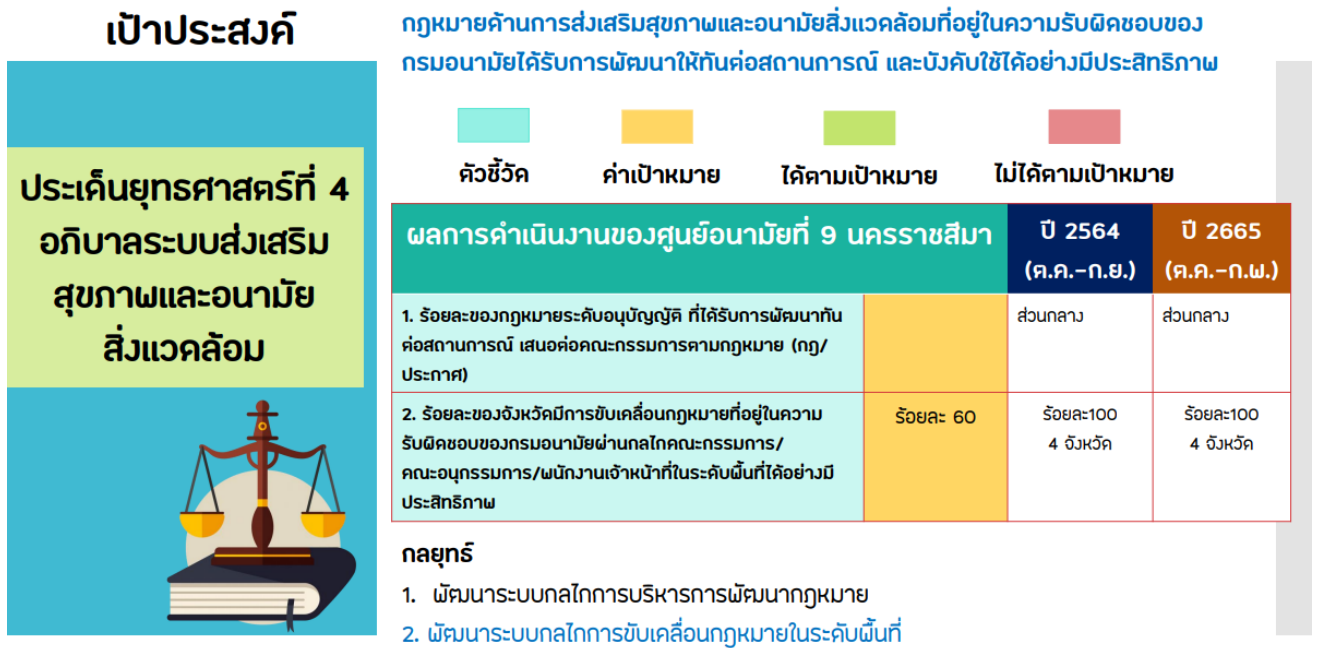 เป้าประสงค์
กฎหมายด้านการส่งเสริมสุขภาพและอนามัยสิ่งแวดล้อมที่อยู่ในความรับผิดชอบของ
กรมอนามัยได้รับการพัฒนาให้ทันต่อสถานการณ์ และบังคับใช้ได้อย่างมีประสิทธิภาพ
ประเด็นยุทธศาสตร์ที่ 4
อภิบาลระบบส่งเสริม
สุขภาพและอนามัย
สิ่งแวดล้อม
ตัวชี้วัด
ค่าเป้าหมาย
ได้ตามเป้าหมาย
ไม่ได้ตามเป้าหมาย
ผลการดำเนินงานของศูนย์อนามัยที่ 9 นครราชสีมา
ปี 2564
(ต.ค.-ก.ย.)
ปี 2665
(ต.ค.-ก.พ.)
1. ร้อยละของกฎหมายระดับอนุบัญญัติ ที่ได้รับการพัฒนาทัน
ต่อสถานการณ์ เสนอต่อคณะกรรมการตามกฎหมาย (กฎ/
ประกาศ)
ส่วนกลาง
ส่วนกลาง
2. ร้อยละของจังหวัดมีการขับเคลื่อนกฎหมายที่อยู่ในความ
รับผิดชอบของกรมอนามัยผ่านกลไกคณะกรรมการ/
คณะอนุกรรมการ/พนักงานเจ้าหน้าที่ในระดับพื้นที่ได้อย่างมี
ประสิทธิภาพ
ร้อยละ 60
ร้อยละ100
4 จังหวัด
ร้อยละ100
4 จังหวัด
กลยุทธ์
1. พัฒนาระบบกลไกการบริหารการพัฒนากฎหมาย
2. พัฒนาระบบกลไกการขับเคลื่อนกฎหมายในระดับพื้นที่